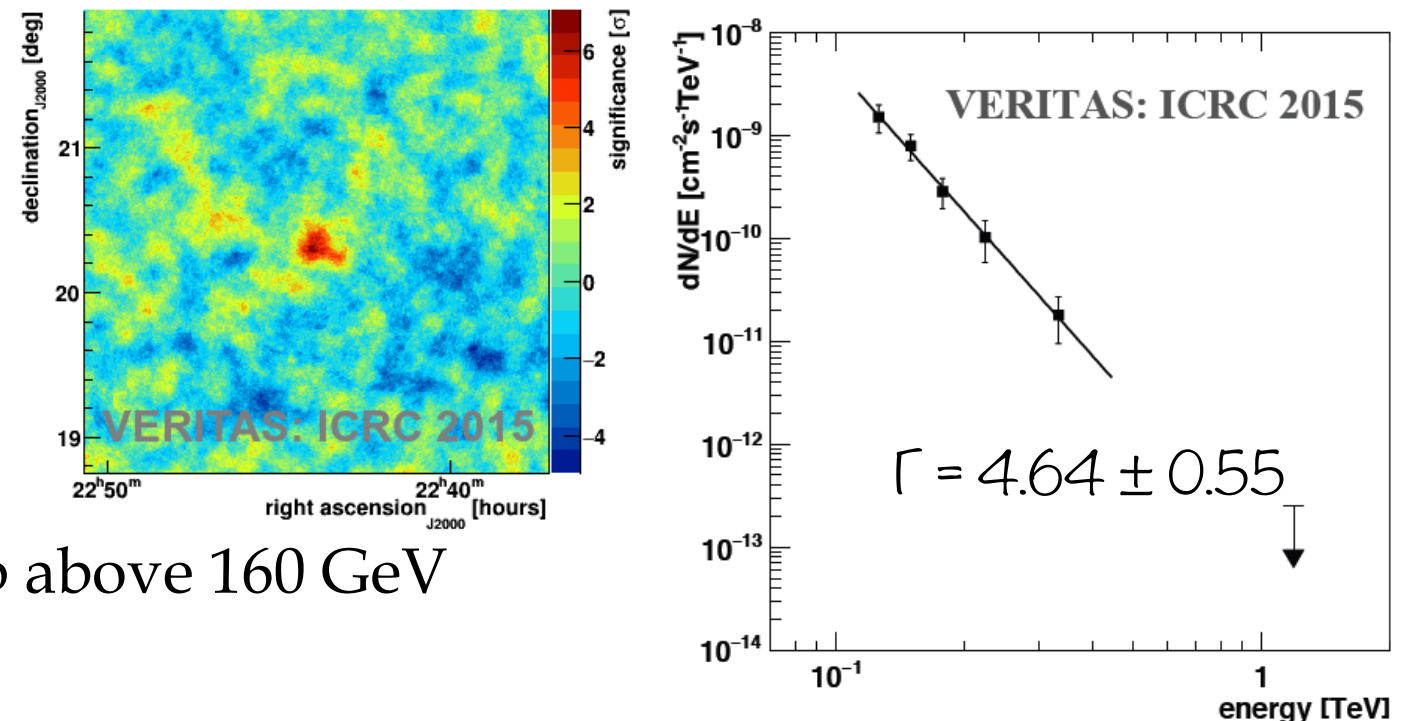 declination J2000 [deg]
21
20
19
VERITAS: ICRC 2015
22h50m
22h40m
right ascension J2000 [hours]
6
4
2
0
−2
−4
significance [σ]
above 160 GeV
dN/dE [cm-2s-1TeV-1]
10−8
10−9
10−10
10−11
10−12
10−13
10−14
VERITAS: ICRC 2015
Γ = 4.64 ± 0.55
10−1
1
energy [TeV]